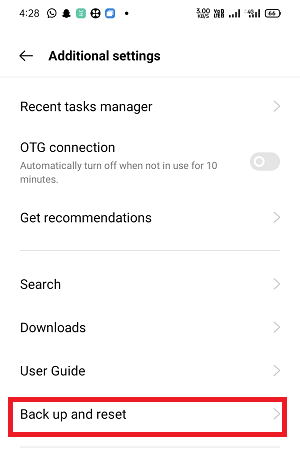 4:28 3.00 KB/S 4G 66
Additional settings
Recent tasks manager
OTG connection
Automatically turn off when not in use for 10
minutes.
Get recommendations
Search
Downloads
User Guide
Back up and reset